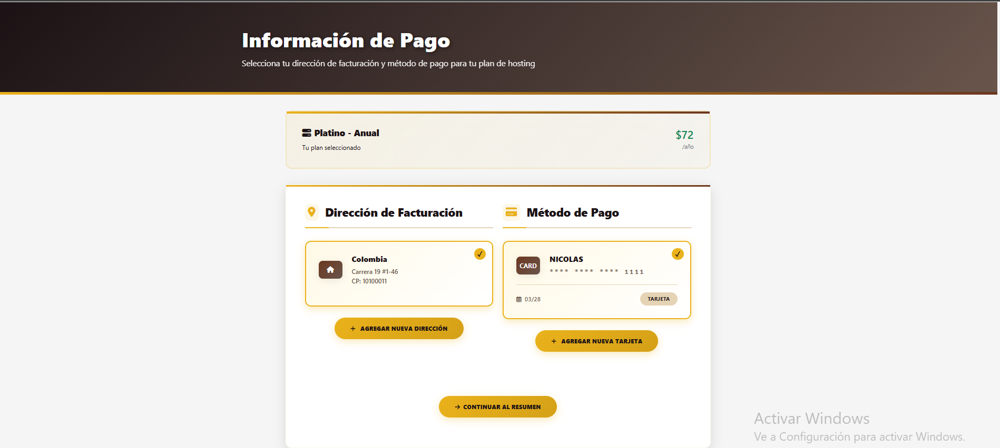 Información de Pago
Selecciona tu dirección de facturación y método de pago para tu plan de hosting
Platino - Anual
$72
Tu plan seleccionado
/año
Dirección de Facturación
Colombia
Carrera 19 #1-46
CP: 10100011
+ AGREGAR NUEVA DIRECCIÓN
Método de Pago
CARD
NICOLAS
**** **** **** 1111
03/28
TARJETA
+ AGREGAR NUEVA TARJETA
→ CONTINUAR AL RESUMEN
Activar Windows
Ve a Configuración para activar Windows.